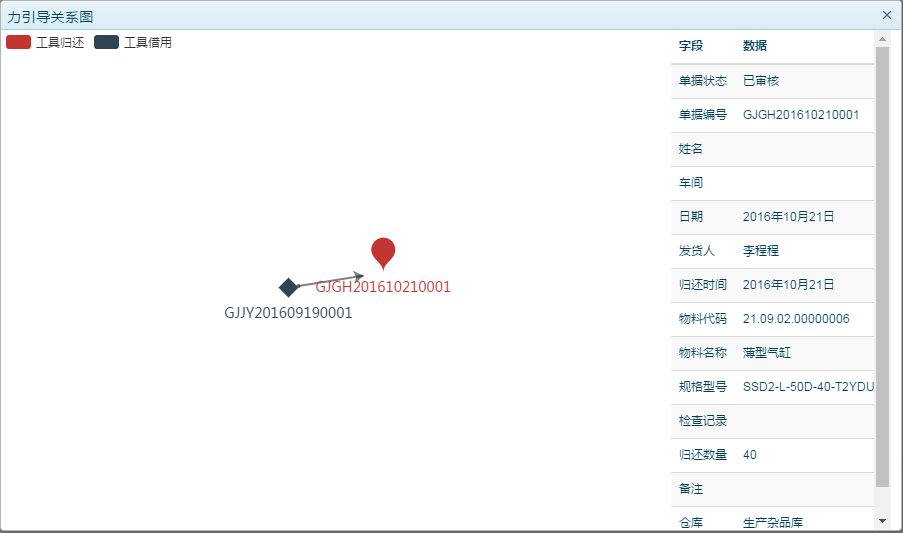 力引导关系图
工具归还 工具借用
GJGH201610210001
GJJY201609190001
字段 数据
单据状态 已审核
单据编号 GJGH201610210001
姓名
车间
日期 2016年10月21日
发货人 李程程
归还时间 2016年10月21日
物料代码 21.09.02.00000006
物料名称 薄型气缸
规格型号 SSD2-L-50D-40-T2YDU
检查记录
归还数量 40
备注
仓库 生产杂品库